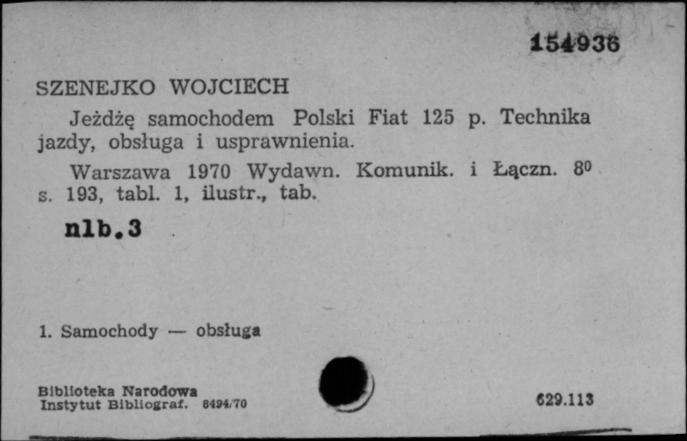 154936
SZENEJKO WOJCIECH
Jeżdżę samochodem Polski Fiat 125 p. Technika
jazdy, obsługa i usprawnienia.
Warszawa 1970 Wydawn. Komunik. i Łączn. 8⁰
s. 193, tabl. 1, ilustr., tab.
nlb.3
1. Samochody — obsługa
Biblioteka Narodowa
Instytut Bibliograf. 8494/70
629.113